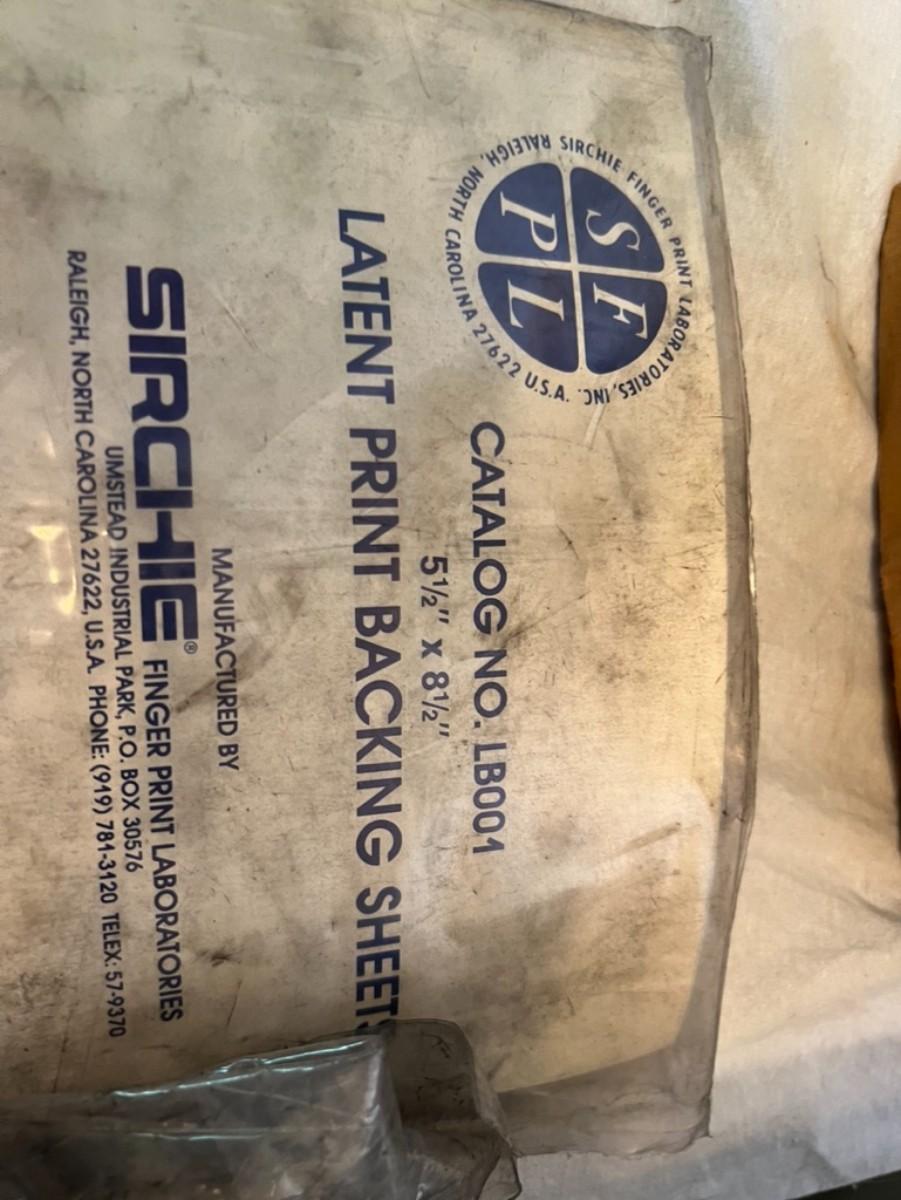 SIRCHIE FINGER PRINT LABORATORIES, INC.
RALEIGH, NORTH CAROLINA 27622 U.S.A.
S F
P L
CATALOG NO. LB001
5½" x 8½"
LATENT PRINT BACKING SHEETS
MANUFACTURED BY
SIRCHIE® FINGER PRINT LABORATORIES
UMSTEAD INDUSTRIAL PARK, P.O. BOX 30576
RALEIGH, NORTH CAROLINA 27622, U.S.A. PHONE: (919) 781-3120 TELEX: 57-9370